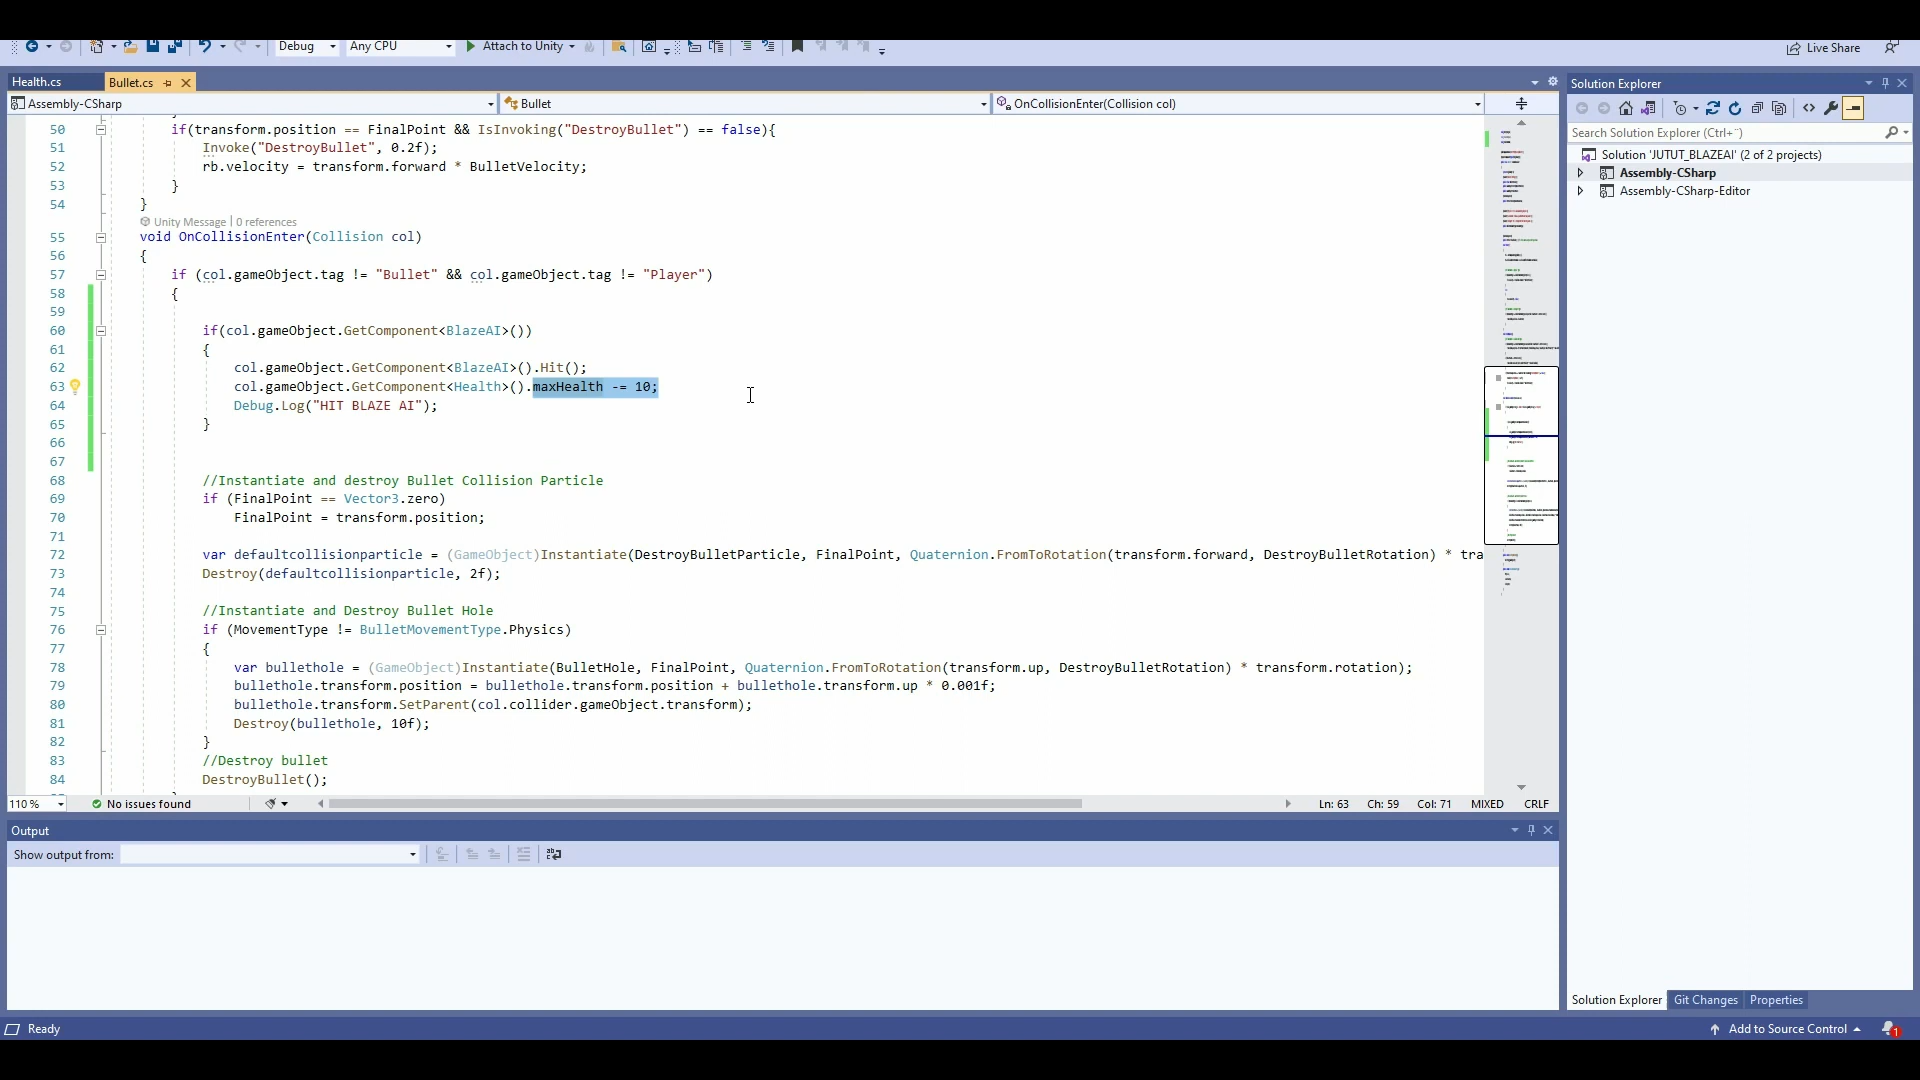 Debug
Any CPU
Attach to Unity
Live Share
Health.cs
Bullet.cs
Assembly-CSharp
Bullet
OnCollisionEnter(Collision col)
50 if(transform.position == FinalPoint && IsInvoking("DestroyBullet") == false){
51 Invoke("DestroyBullet", 0.2f);
52 rb.velocity = transform.forward * BulletVelocity;
53 }
54 }
Unity Message | 0 references
55 void OnCollisionEnter(Collision col)
56 {
57 if (col.gameObject.tag != "Bullet" && col.gameObject.tag != "Player")
58 {
59
60 if(col.gameObject.GetComponent<BlazeAI>())
61 {
62 col.gameObject.GetComponent<BlazeAI>().Hit();
63 col.gameObject.GetComponent<Health>().maxHealth -= 10;
64 Debug.Log("HIT BLAZE AI");
65 }
66
67
68 //Instantiate and destroy Bullet Collision Particle
69 if (FinalPoint == Vector3.zero)
70 FinalPoint = transform.position;
71
72 var defaultcollisionparticle = (GameObject)Instantiate(DestroyBulletParticle, FinalPoint, Quaternion.FromToRotation(transform.forward, DestroyBulletRotation) * tra
73 Destroy(defaultcollisionparticle, 2f);
74
75 //Instantiate and Destroy Bullet Hole
76 if (MovementType != BulletMovementType.Physics)
77 {
78 var bullethole = (GameObject)Instantiate(BulletHole, FinalPoint, Quaternion.FromToRotation(transform.up, DestroyBulletRotation) * transform.rotation);
79 bullethole.transform.position = bullethole.transform.position + bullethole.transform.up * 0.001f;
80 bullethole.transform.SetParent(col.collider.gameObject.transform);
81 Destroy(bullethole, 10f);
82 }
83 //Destroy bullet
84 DestroyBullet();
110 %
No issues found
Ln: 63 Ch: 59 Col: 71 MIXED CRLF
Output
Show output from:
Solution Explorer
Search Solution Explorer (Ctrl+¨)
Solution 'JUTUT_BLAZEAI' (2 of 2 projects)
Assembly-CSharp
Assembly-CSharp-Editor
Solution Explorer Git Changes Properties
Ready
Add to Source Control
1